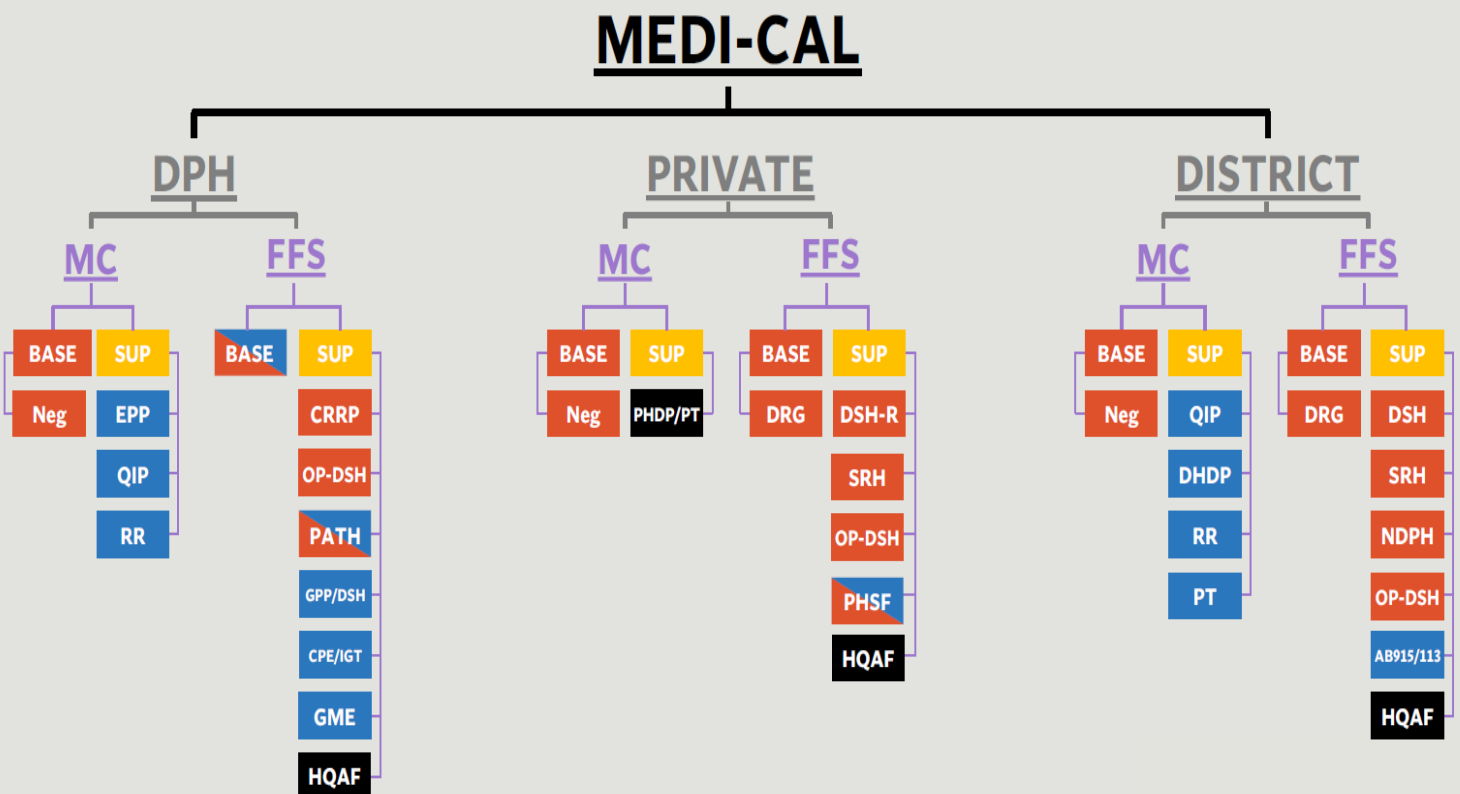 MEDI-CAL
DPH
PRIVATE
DISTRICT
MC
FFS
MC
FFS
MC
FFS
BASE
SUP
BASE
SUP
BASE
SUP
BASE
SUP
BASE
SUP
BASE
SUP
Neg
EPP
CRRP
Neg
PHDP/PT
DRG
DSH-R
Neg
QIP
DRG
DSH
QIP
OP-DSH
SRH
DHDP
SRH
RR
PATH
OP-DSH
RR
NDPH
GPP/DSH
PHSF
PT
OP-DSH
CPE/IGT
HQAF
AB915/113
GME
HQAF
HQAF